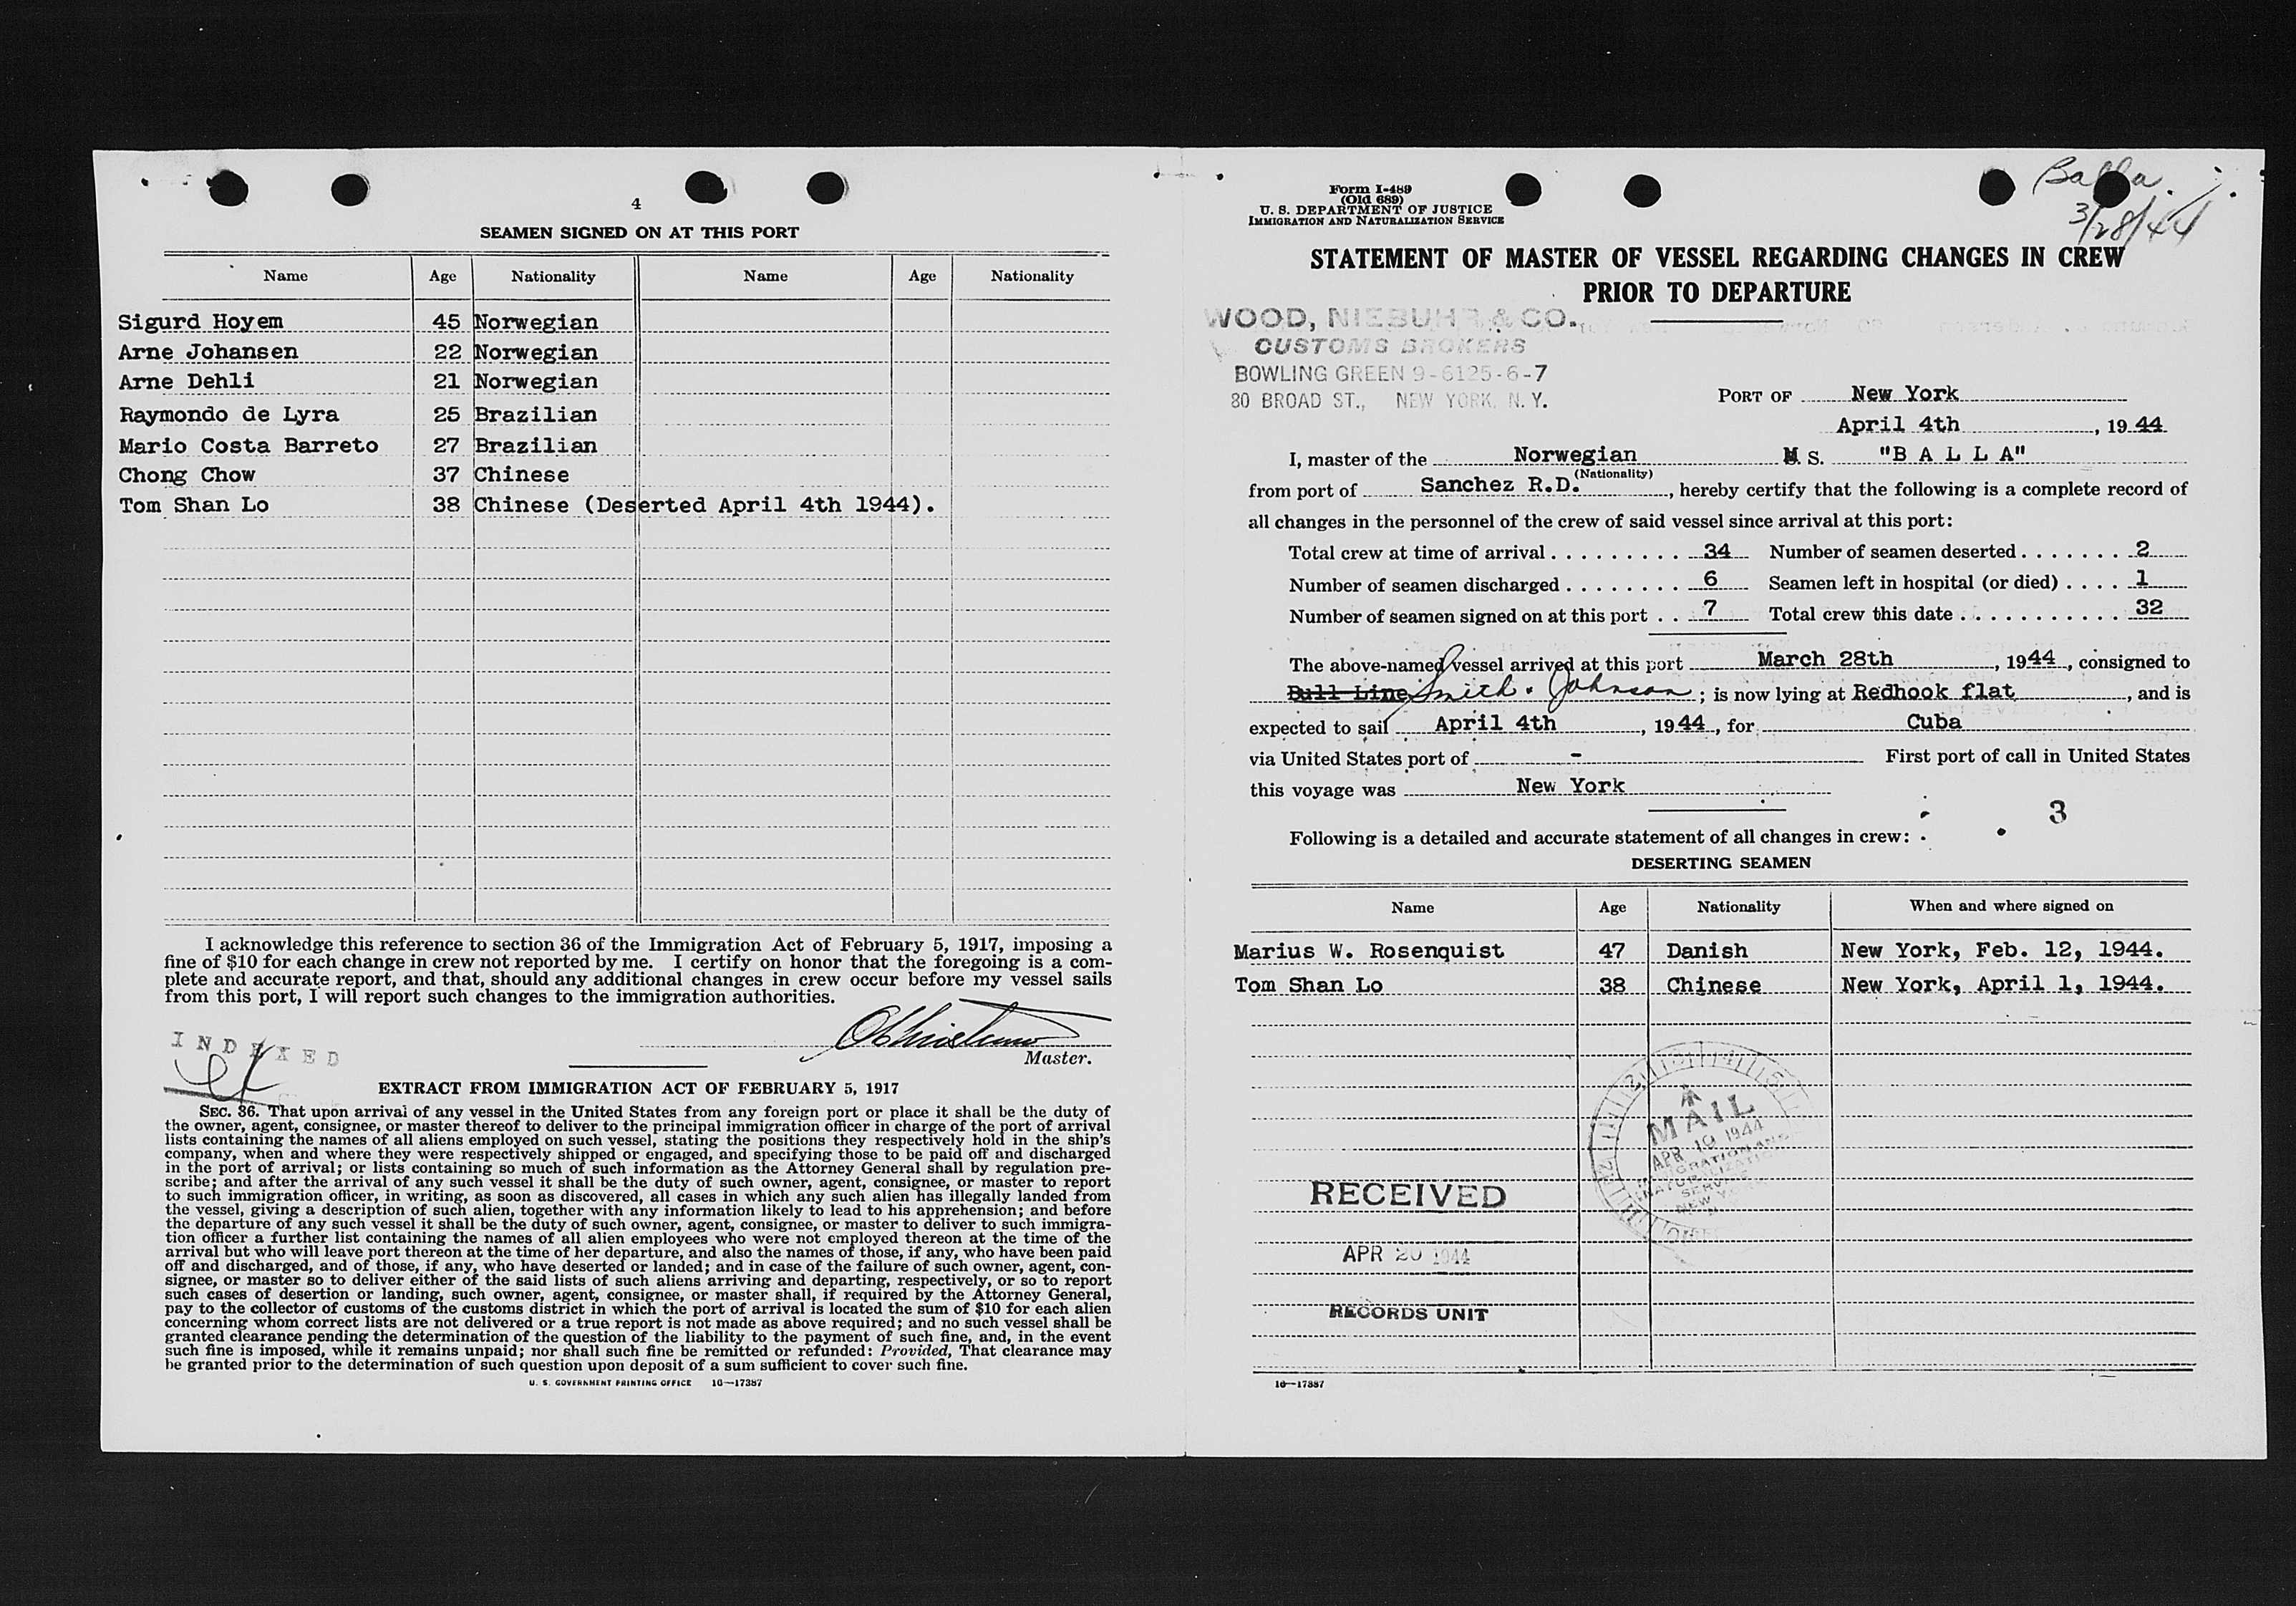 4
SEAMEN SIGNED ON AT THIS PORT
Name Age Nationality Name Age Nationality
Sigurd Hoyem 45 Norwegian
Arne Johansen 22 Norwegian
Arne Dehli 21 Norwegian
Raymondo de Lyra 25 Brazilian
Mario Costa Barreto 27 Brazilian
Chong Chow 37 Chinese
Tom Shan Lo 38 Chinese (Deserted April 4th 1944).
I acknowledge this reference to section 36 of the Immigration Act of February 5, 1917, imposing a
fine of $10 for each change in crew not reported by me. I certify on honor that the foregoing is a com-
plete and accurate report, and that, should any additional changes in crew occur before my vessel sails
from this port, I will report such changes to the immigration authorities.
Master.
INDEXED
EXTRACT FROM IMMIGRATION ACT OF FEBRUARY 5, 1917
SEC. 36. That upon arrival of any vessel in the United States from any foreign port or place it shall be the duty of
the owner, agent, consignee, or master thereof to deliver to the principal immigration officer in charge of the port of arrival
lists containing the names of all aliens employed on such vessel, stating the positions they respectively hold in the ship's
company, when and where they were respectively shipped or engaged, and specifying those to be paid off and discharged
in the port of arrival; or lists containing so much of such information as the Attorney General shall by regulation pre-
scribe; and after the arrival of any such vessel it shall be the duty of such owner, agent, consignee, or master to report
to such immigration officer, in writing, as soon as discovered, all cases in which any such alien has illegally landed from
the vessel, giving a description of such alien, together with any information likely to lead to his apprehension; and before
the departure of any such vessel it shall be the duty of such owner, agent, consignee, or master to deliver to such immigra-
tion officer a further list containing the names of all alien employees who were not employed thereon at the time of the
arrival but who will leave port thereon at the time of her departure, and also the names of those, if any, who have been paid
off and discharged, and of those, if any, who have deserted or landed; and in case of the failure of such owner, agent, con-
signee, or master so to deliver either of the said lists of such aliens arriving and departing, respectively, or so to report
such cases of desertion or landing, such owner, agent, consignee, or master shall, if required by the Attorney General,
pay to the collector of customs of the customs district in which the port of arrival is located the sum of $10 for each alien
concerning whom correct lists are not delivered or a true report is not made as above required; and no such vessel shall be
granted clearance pending the determination of the question of the liability to the payment of such fine, and, in the event
such fine is imposed, while it remains unpaid; nor shall such fine be remitted or refunded: Provided, That clearance may
be granted prior to the determination of such question upon deposit of a sum sufficient to cover such fine.
U. S. GOVERNMENT PRINTING OFFICE 16—17387
Form I-489
(Old 689)
U. S. DEPARTMENT OF JUSTICE
IMMIGRATION AND NATURALIZATION SERVICE
Balla.
3/28/44
STATEMENT OF MASTER OF VESSEL REGARDING CHANGES IN CREW
PRIOR TO DEPARTURE
WOOD, NIEBUHR & CO.
CUSTOMS BROKERS
BOWLING GREEN 9-6125-6-7
80 BROAD ST., NEW YORK, N. Y.
PORT OF New York
April 4th, 1944
I, master of the Norwegian M. S. "B A L L A"
(Nationality)
from port of Sanchez R.D., hereby certify that the following is a complete record of
all changes in the personnel of the crew of said vessel since arrival at this port:
Total crew at time of arrival 34 Number of seamen deserted 2
Number of seamen discharged 6 Seamen left in hospital (or died) 1
Number of seamen signed on at this port 7 Total crew this date 32
The above-named vessel arrived at this port March 28th, 1944, consigned to
Bull Line Smith & Johnson; is now lying at Redhook flat, and is
expected to sail April 4th, 1944, for Cuba
via United States port of - First port of call in United States
this voyage was New York
3
Following is a detailed and accurate statement of all changes in crew:
DESERTING SEAMEN
Name Age Nationality When and where signed on
Marius W. Rosenquist 47 Danish New York, Feb. 12, 1944.
Tom Shan Lo 38 Chinese New York, April 1, 1944.
MAIL
APR 10 1944
RECEIVED
APR 20 1944
RECORDS UNIT
16—17387